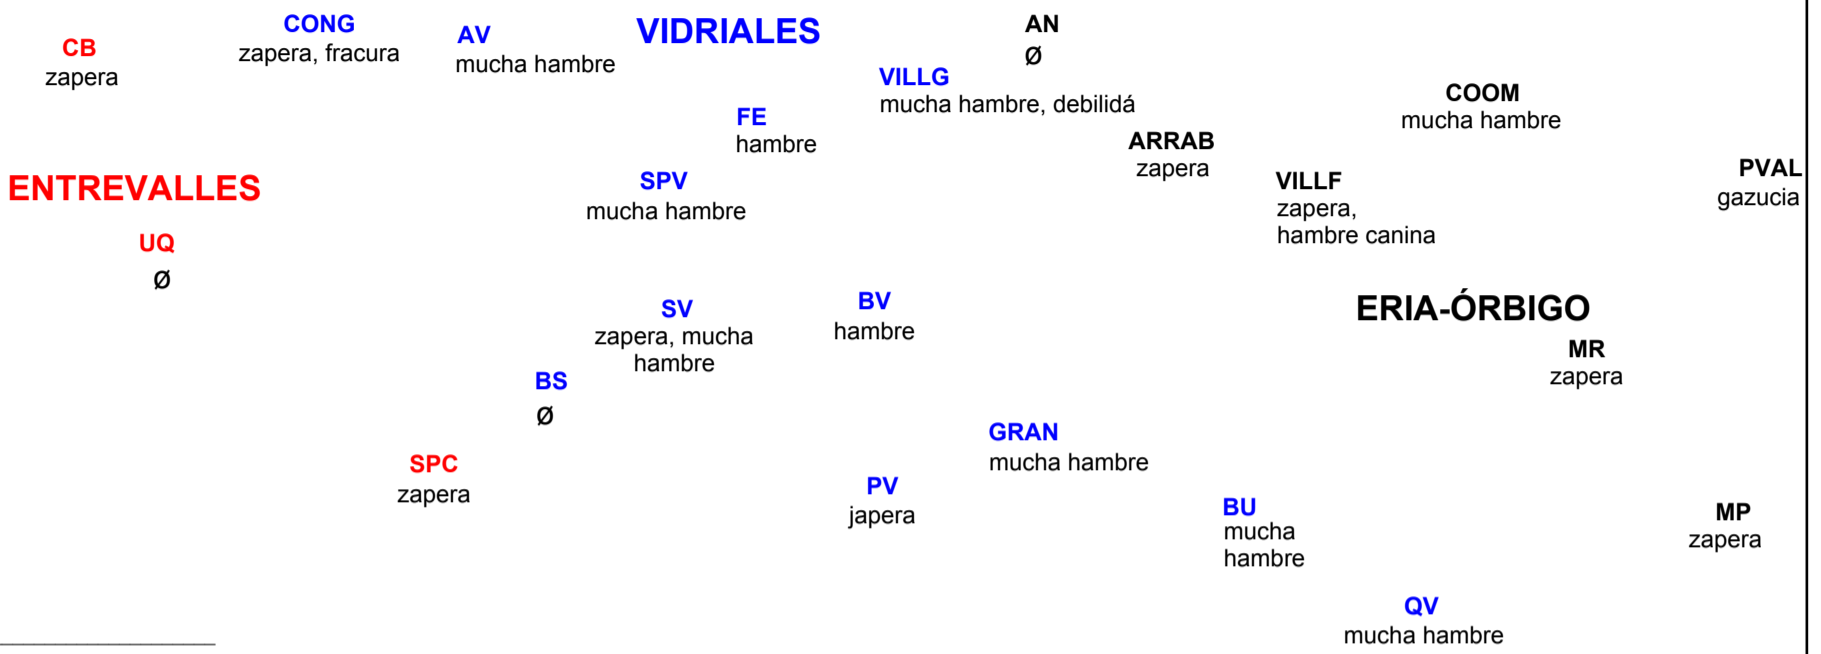 CONG
zapera, fracura
CB
zapera
AV
mucha hambre
VIDRIALES
AN
Ø
VILLG
mucha hambre, debilidá
FE
hambre
COOM
mucha hambre
ARRAB
zapera
PVAL
gazucia
ENTREVALLES
SPV
mucha hambre
VILLF
zapera,
hambre canina
UQ
Ø
SV
zapera, mucha
hambre
BV
hambre
ERIA-ÓRBIGO
MR
zapera
BS
Ø
GRAN
mucha hambre
SPC
zapera
PV
japera
BU
mucha
hambre
MP
zapera
QV
mucha hambre